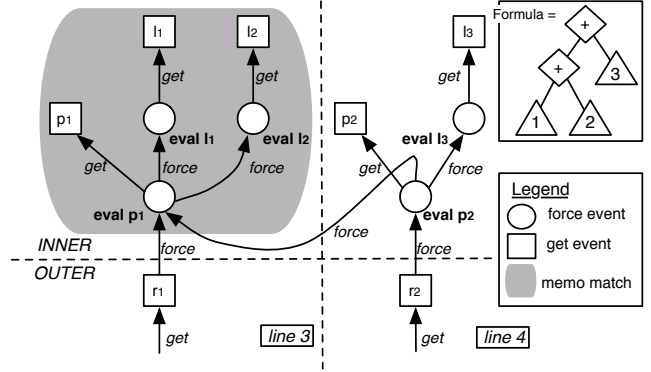 l1
l2
l3
Formula =
+
+
3
1
2
get
get
get
p1
eval l1
eval l2
p2
eval l3
get
force
force
get
force
eval p1
eval p2
force
INNER
force
force
OUTER
r1
r2
get
line 3
get
line 4
Legend
force event
get event
memo match